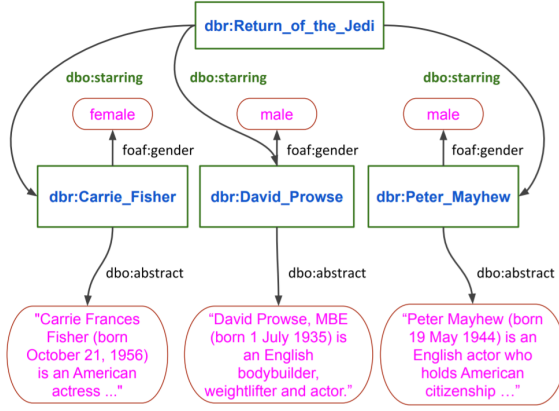 dbr:Return_of_the_Jedi
dbo:starring
dbo:starring
dbo:starring
female
male
male
foaf:gender
foaf:gender
foaf:gender
dbr:Carrie_Fisher
dbr:David_Prowse
dbr:Peter_Mayhew
dbo:abstract
dbo:abstract
dbo:abstract
"Carrie Frances
Fisher (born
October 21, 1956)
is an American
actress ..."
“David Prowse, MBE
(born 1 July 1935) is
an English
bodybuilder,
weightlifter and actor.”
“Peter Mayhew (born
19 May 1944) is an
English actor who
holds American
citizenship …”